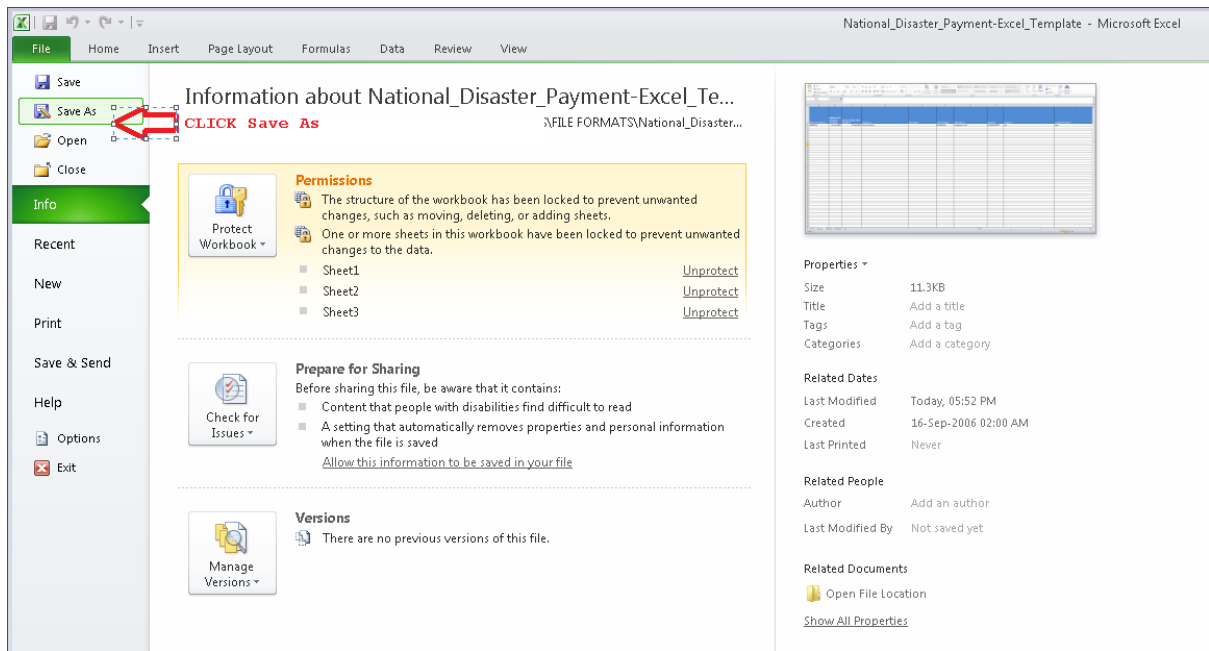 National_Disaster_Payment-Excel_Template - Microsoft Excel
File Home Insert Page Layout Formulas Data Review View
Save
Save As
Open
Close
Info
Recent
New
Print
Save & Send
Help
Options
Exit
Information about National_Disaster_Payment-Excel_Te...
CLICK Save As
\FILE FORMATS\National_Disaster...
Protect
Workbook
Permissions
The structure of the workbook has been locked to prevent unwanted
changes, such as moving, deleting, or adding sheets.
One or more sheets in this workbook have been locked to prevent unwanted
changes to the data.
Sheet1 Unprotect
Sheet2 Unprotect
Sheet3 Unprotect
Check for
Issues
Prepare for Sharing
Before sharing this file, be aware that it contains:
Content that people with disabilities find difficult to read
A setting that automatically removes properties and personal information
when the file is saved
Allow this information to be saved in your file
Manage
Versions
Versions
There are no previous versions of this file.
Properties
Size 11.3KB
Title Add a title
Tags Add a tag
Categories Add a category
Related Dates
Last Modified Today, 05:52 PM
Created 16-Sep-2006 02:00 AM
Last Printed Never
Related People
Author Add an author
Last Modified By Not saved yet
Related Documents
Open File Location
Show All Properties